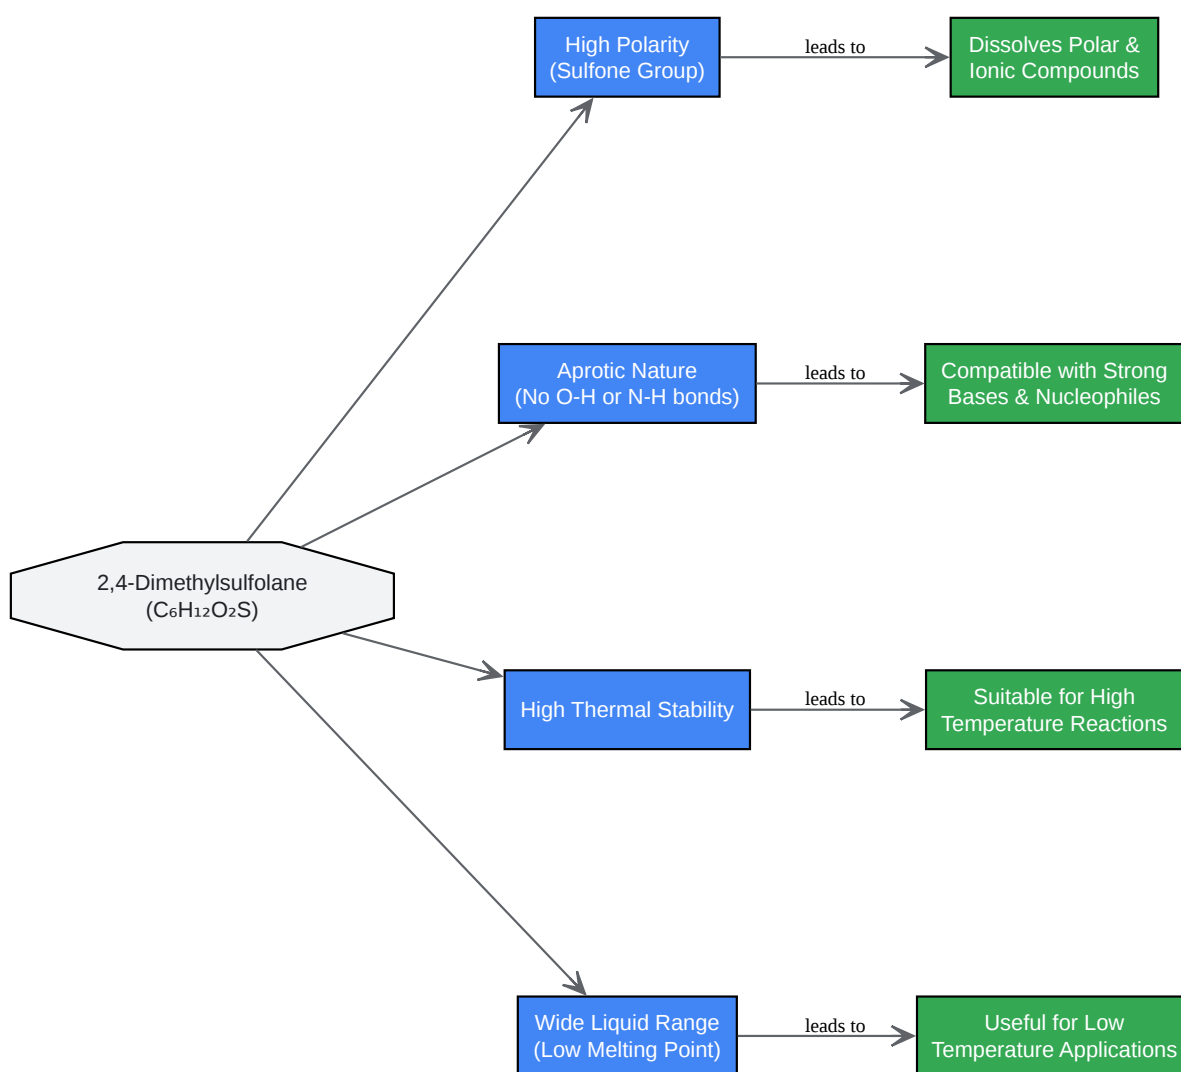 High Polarity
(Sulfone Group)
leads to
Dissolves Polar &
Ionic Compounds
Aprotic Nature
(No O-H or N-H bonds)
leads to
Compatible with Strong
Bases & Nucleophiles
2,4-Dimethylsulfolane
(C₆H₁₂O₂S)
High Thermal Stability
leads to
Suitable for High
Temperature Reactions
Wide Liquid Range
(Low Melting Point)
leads to
Useful for Low
Temperature Applications